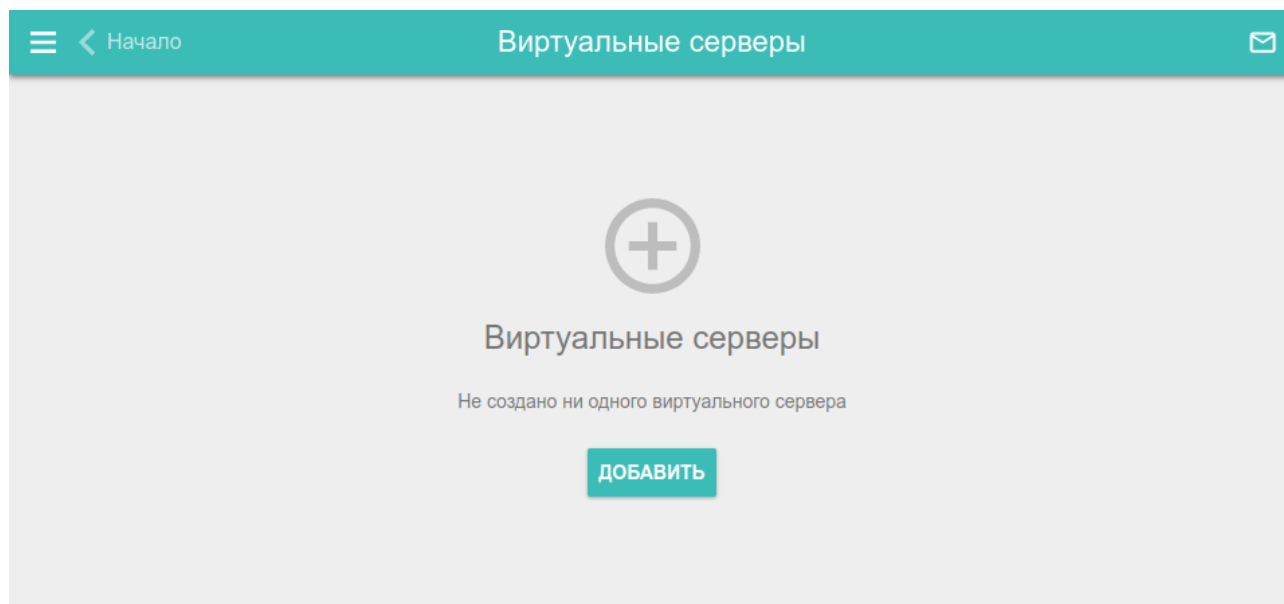 Начало
Виртуальные серверы
Виртуальные серверы
Не создано ни одного виртуального сервера
ДОБАВИТЬ